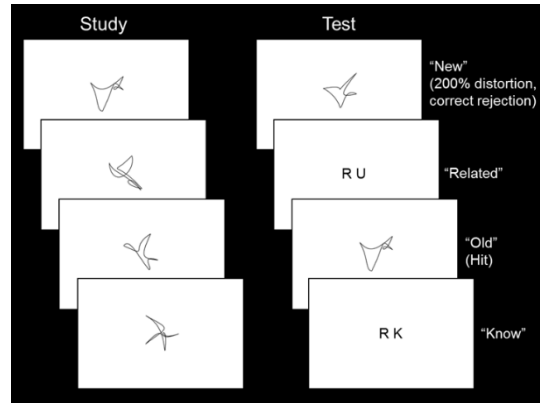 Study
Test
“New”
(200% distortion,
correct rejection)
R U
“Related”
“Old”
(Hit)
R K
“Know”